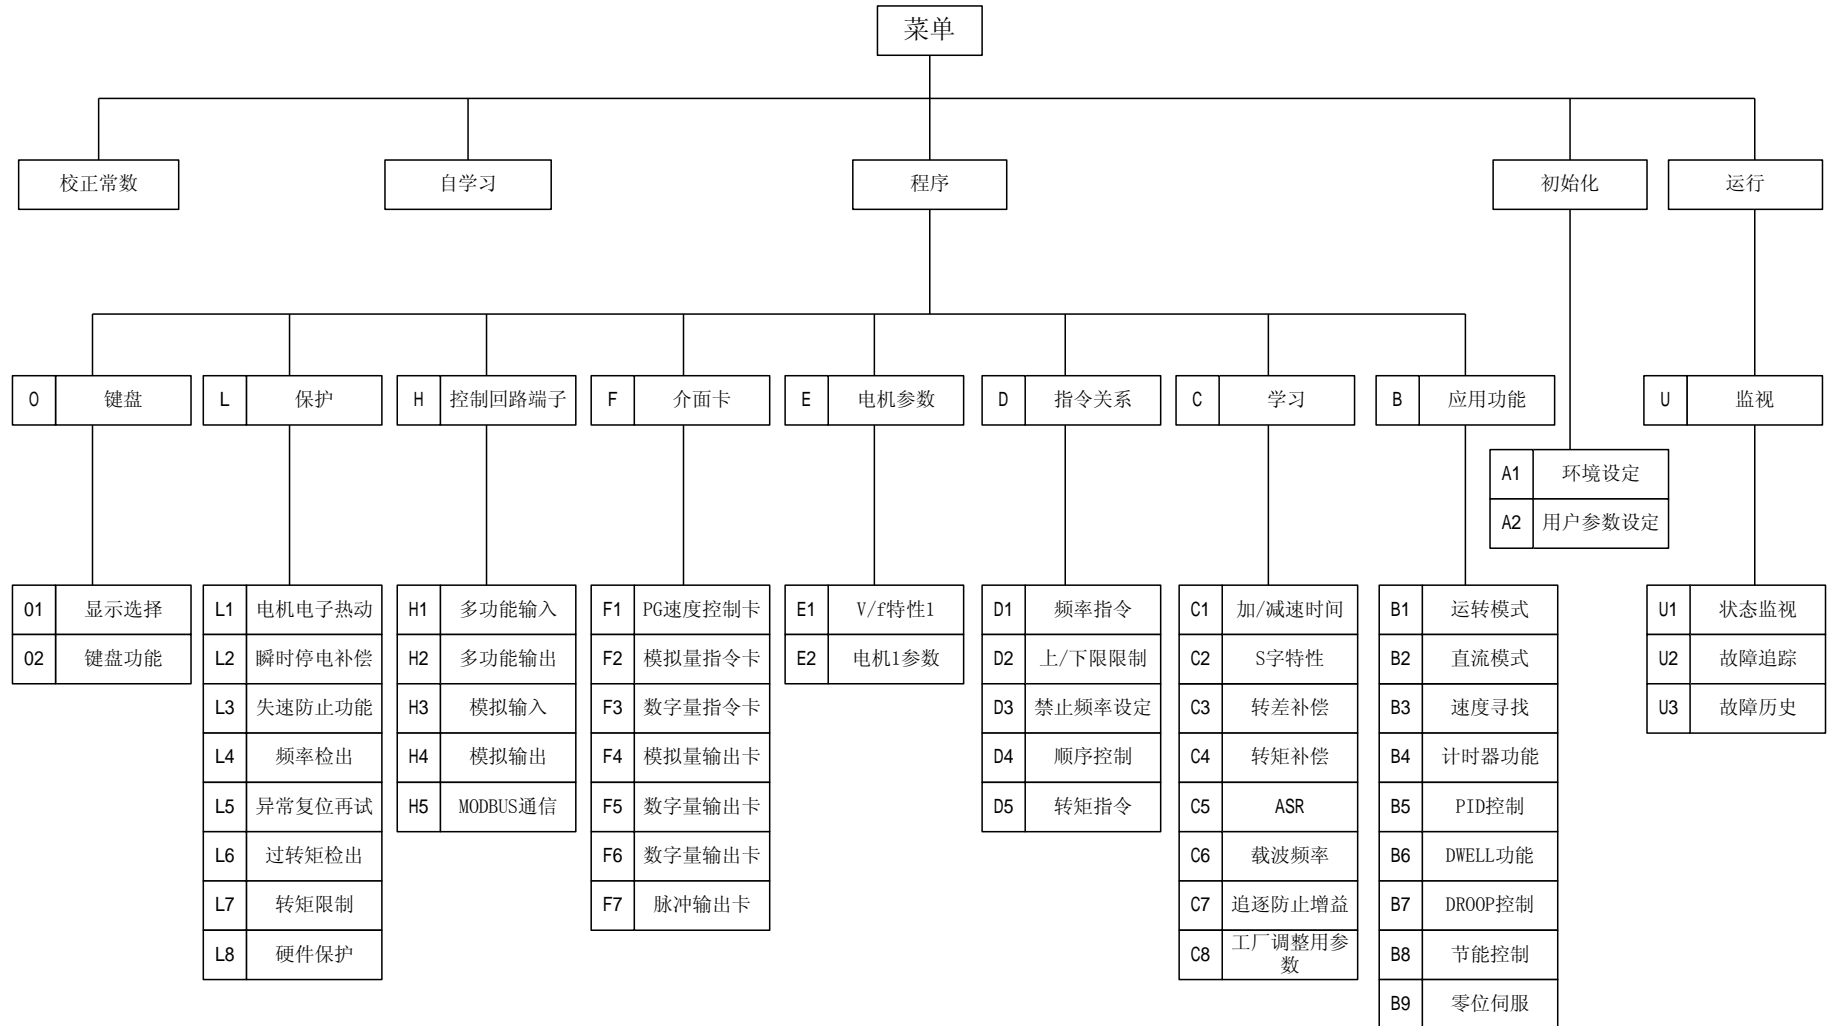 菜单
校正常数
自学习
程序
初始化
运行
O 键盘
L 保护
H 控制回路端子
F 介面卡
E 电机参数
D 指令关系
C 学习
B 应用功能
U 监视
A1 环境设定
A2 用户参数设定
O1 显示选择
O2 键盘功能
L1 电机电子热动
L2 瞬时停电补偿
L3 失速防止功能
L4 频率检出
L5 异常复位再试
L6 过转矩检出
L7 转矩限制
L8 硬件保护
H1 多功能输入
H2 多功能输出
H3 模拟输入
H4 模拟输出
H5 MODBUS通信
F1 PG速度控制卡
F2 模拟量指令卡
F3 数字量指令卡
F4 模拟量输出卡
F5 数字量输出卡
F6 数字量输出卡
F7 脉冲输出卡
E1 V/f特性1
E2 电机1参数
D1 频率指令
D2 上/下限限制
D3 禁止频率设定
D4 顺序控制
D5 转矩指令
C1 加/减速时间
C2 S字特性
C3 转差补偿
C4 转矩补偿
C5 ASR
C6 载波频率
C7 追逐防止增益
C8 工厂调整用参
数
B1 运转模式
B2 直流模式
B3 速度寻找
B4 计时器功能
B5 PID控制
B6 DWELL功能
B7 DROOP控制
B8 节能控制
B9 零位伺服
U1 状态监视
U2 故障追踪
U3 故障历史